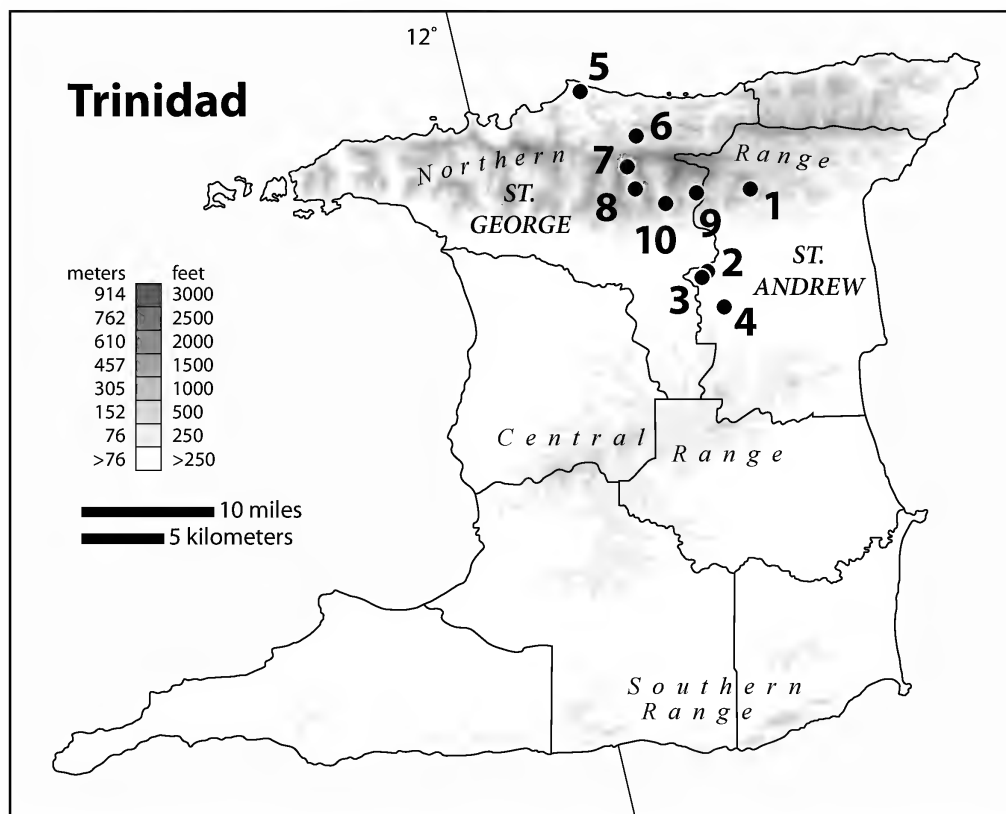 12°
Trinidad
5
6
Northern Range
7
ST.
GEORGE
8
10
9
1
2
3
ST.
ANDREW
4
meters feet
914 3000
762 2500
610 2000
457 1500
305 1000
152 500
76 250
>76 >250
10 miles
5 kilometers
Central
Range
Southern
Range